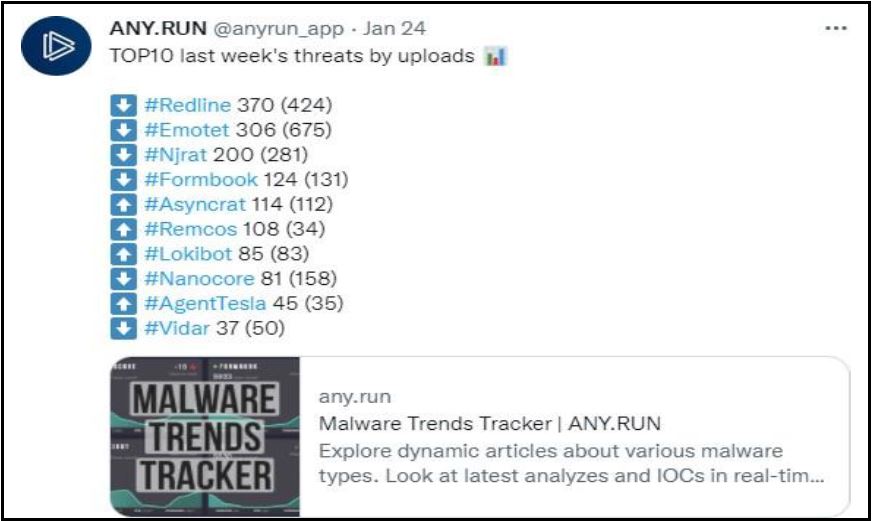 ANY.RUN @anyrun_app · Jan 24
TOP10 last week's threats by uploads 📊
⬇️ #Redline 370 (424)
⬇️ #Emotet 306 (675)
⬇️ #Njrat 200 (281)
⬇️ #Formbook 124 (131)
⬆️ #Asyncrat 114 (112)
⬆️ #Remcos 108 (34)
⬆️ #Lokibot 85 (83)
⬇️ #Nanocore 81 (158)
⬆️ #AgentTesla 45 (35)
⬇️ #Vidar 37 (50)
MALWARE
TRENDS
TRACKER
any.run
Malware Trends Tracker | ANY.RUN
Explore dynamic articles about various malware
types. Look at latest analyzes and IOCs in real-tim...